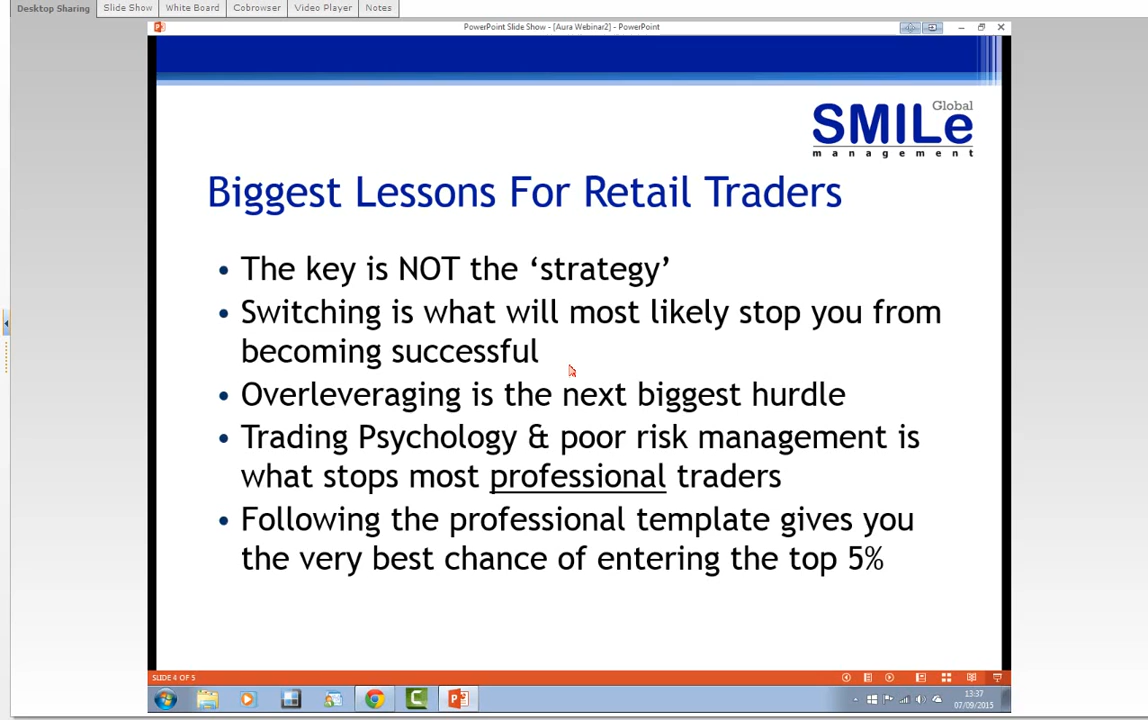 Desktop Sharing Slide Show White Board Cobrowser Video Player Notes
PowerPoint Slide Show - [Aura Webinar2] - PowerPoint
Global
SMILe
management
Biggest Lessons For Retail Traders
• The key is NOT the ‘strategy’
• Switching is what will most likely stop you from
becoming successful
• Overleveraging is the next biggest hurdle
• Trading Psychology & poor risk management is
what stops most professional traders
• Following the professional template gives you
the very best chance of entering the top 5%
SLIDE 4 OF 5
13:37
07/09/2015